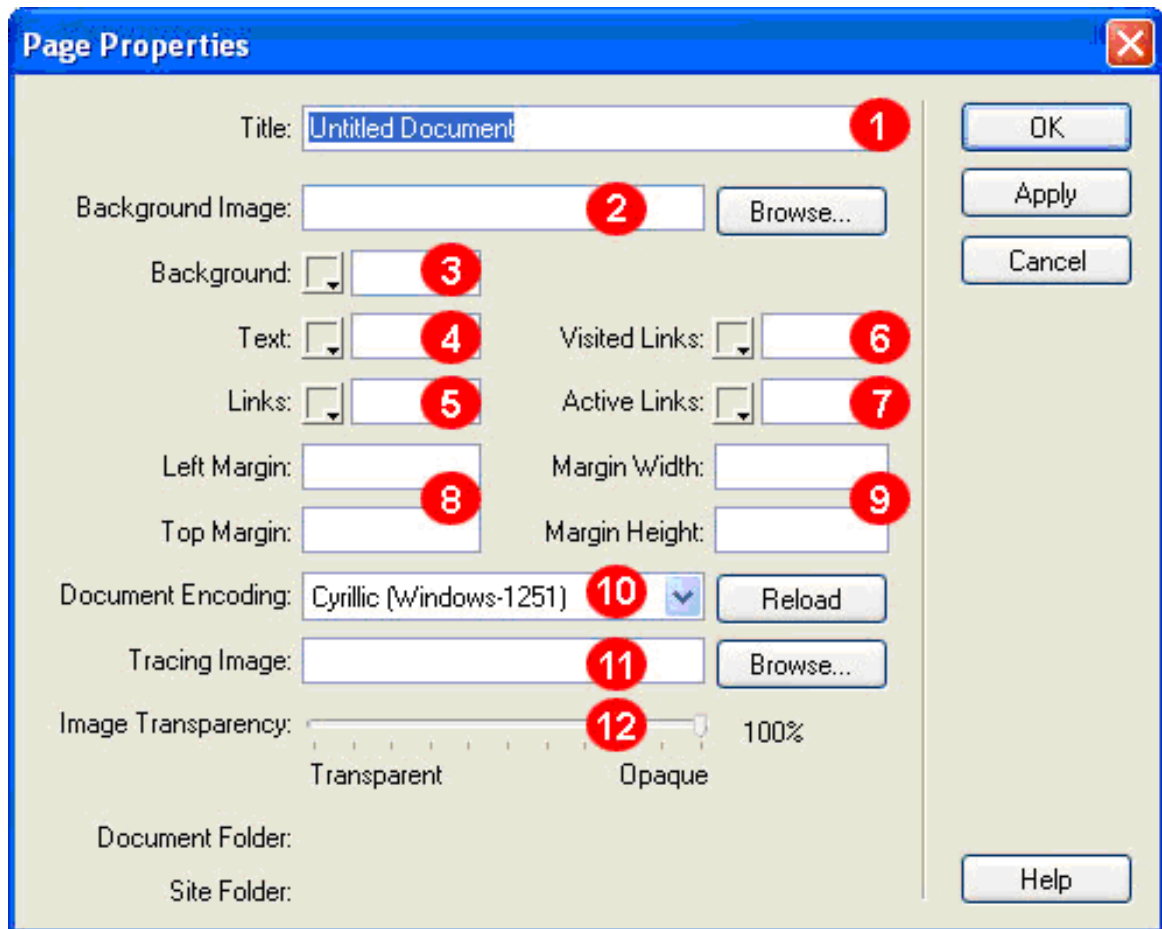 Page Properties
Title: Untitled Document 1 OK
Background Image: 2 Browse... Apply
Background: 3 Cancel
Text: 4 Visited Links: 6
Links: 5 Active Links: 7
Left Margin: Margin Width:
8 9
Top Margin: Margin Height:
Document Encoding: Cyrillic (Windows-1251) 10 Reload
Tracing Image: 11 Browse...
Image Transparency: 12 100%
Transparent Opaque
Document Folder:
Site Folder: Help